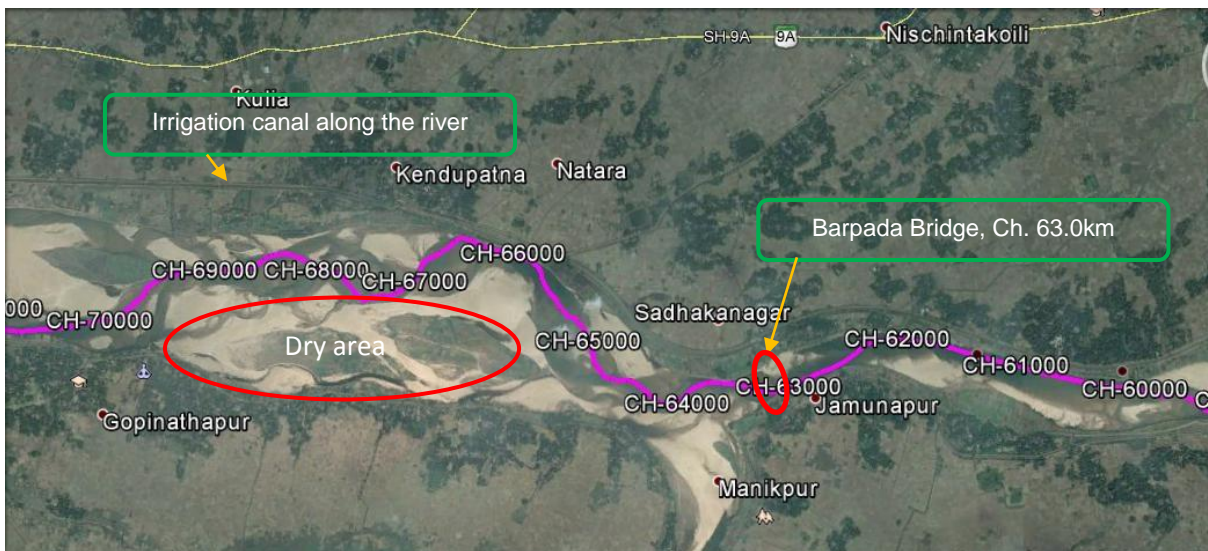 SH 9A
9A
Nischintakoili
Kulia
Irrigation canal along the river
Kendupatna
Natara
Barpada Bridge, Ch. 63.0km
CH-66000
CH-69000
CH-68000
CH-67000
Sadhakanagar
000
CH-70000
CH-65000
CH-62000
Dry area
CH-61000
CH-63000
CH-60000
C
CH-64000
Jamunapur
Gopinathapur
Manikpur